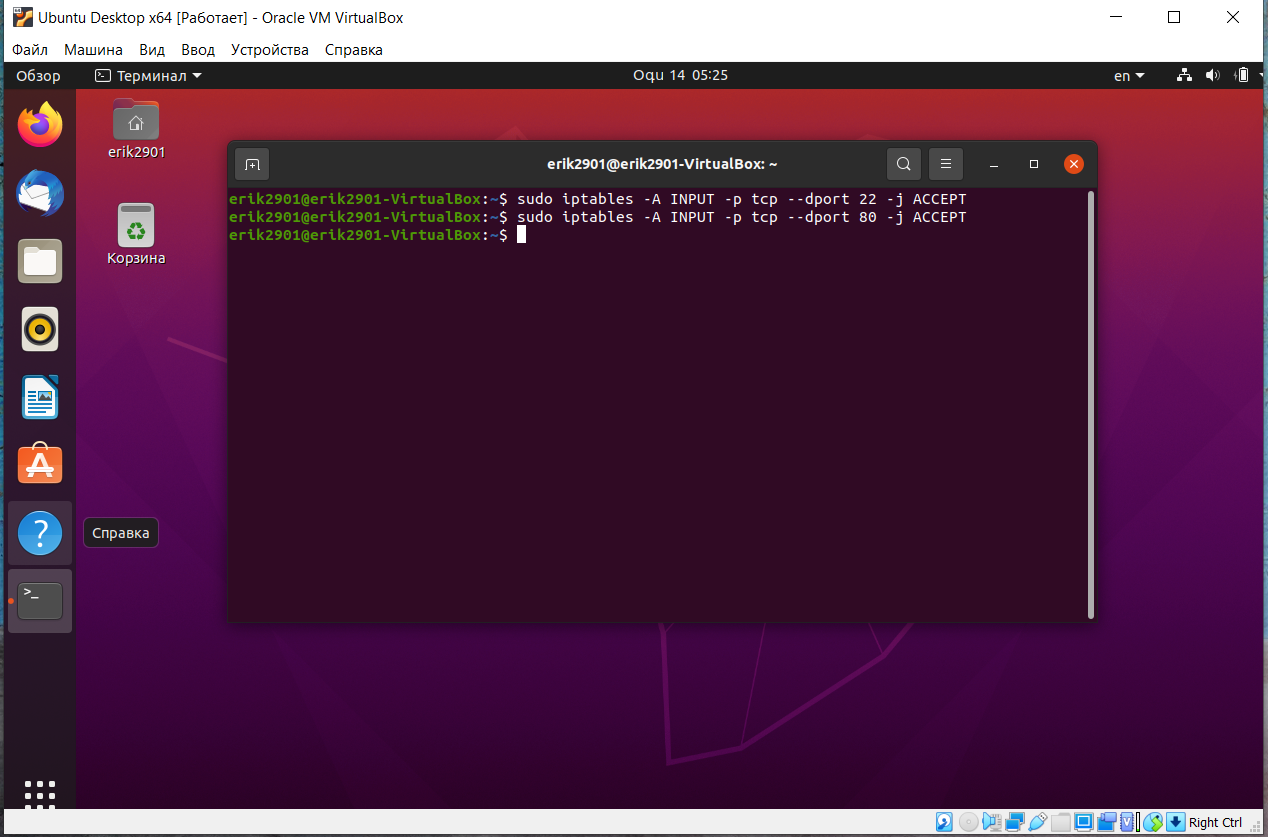 Ubuntu Desktop x64 [Работает] - Oracle VM VirtualBox
Файл Машина Вид Ввод Устройства Справка
Обзор Терминал Oqu 14 05:25 en
erik2901
Корзина
erik2901@erik2901-VirtualBox: ~
erik2901@erik2901-VirtualBox:~$ sudo iptables -A INPUT -p tcp --dport 22 -j ACCEPT
erik2901@erik2901-VirtualBox:~$ sudo iptables -A INPUT -p tcp --dport 80 -j ACCEPT
erik2901@erik2901-VirtualBox:~$
Справка
Right Ctrl